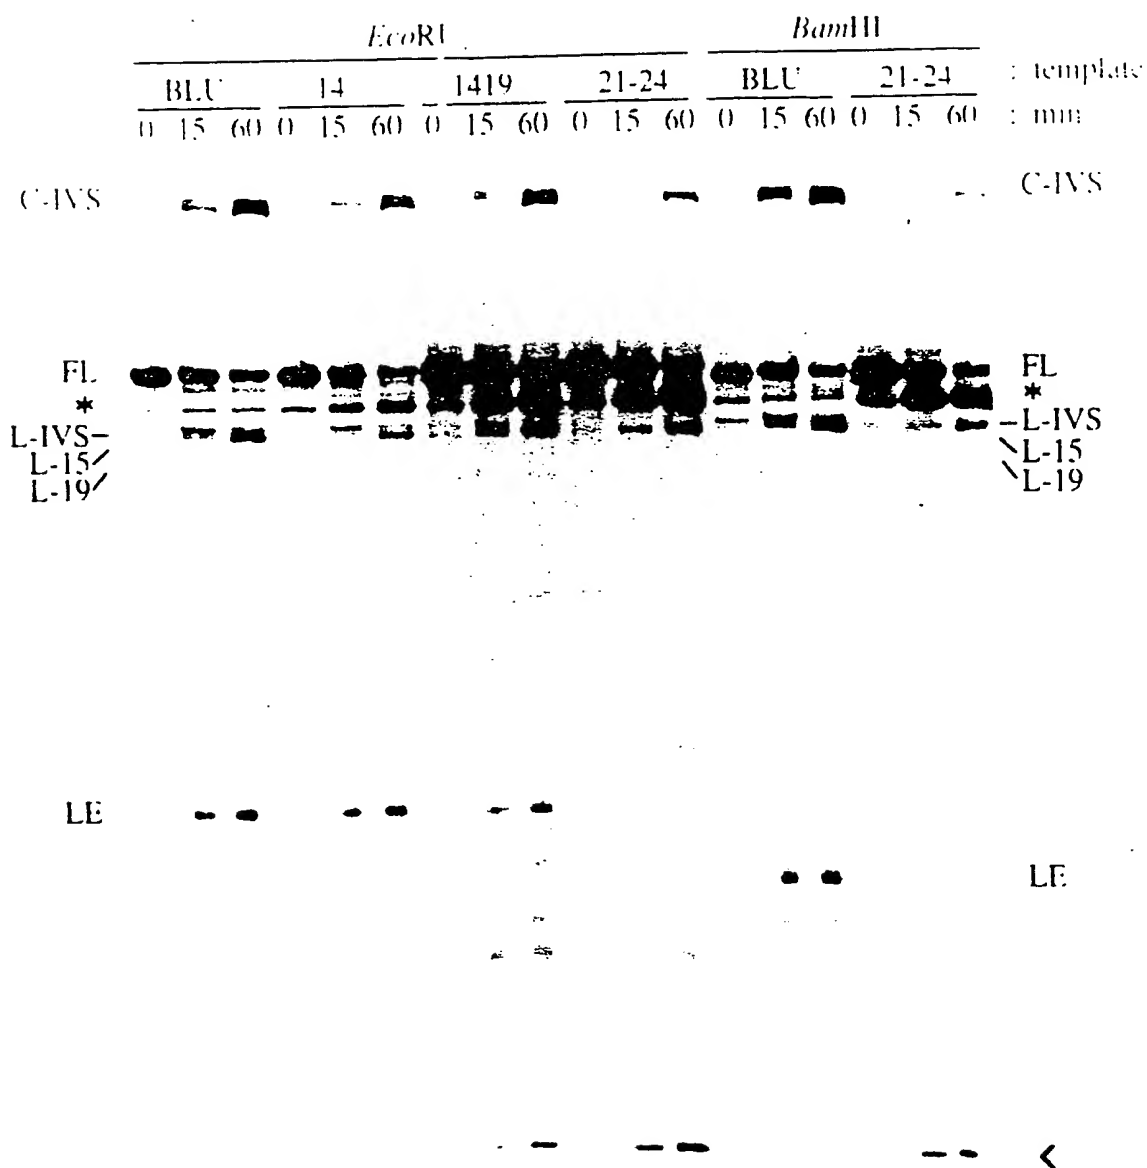 EcoRI BamHI
BLU 14 1419 21-24 BLU 21-24 : template
0 15 60 0 15 60 0 15 60 0 15 60 0 15 60 0 15 60 : min
C-IVS C-IVS
FL FL
* *
L-IVS– –L-IVS
L-15 L-15
L-19 L-19
LE
LE
<